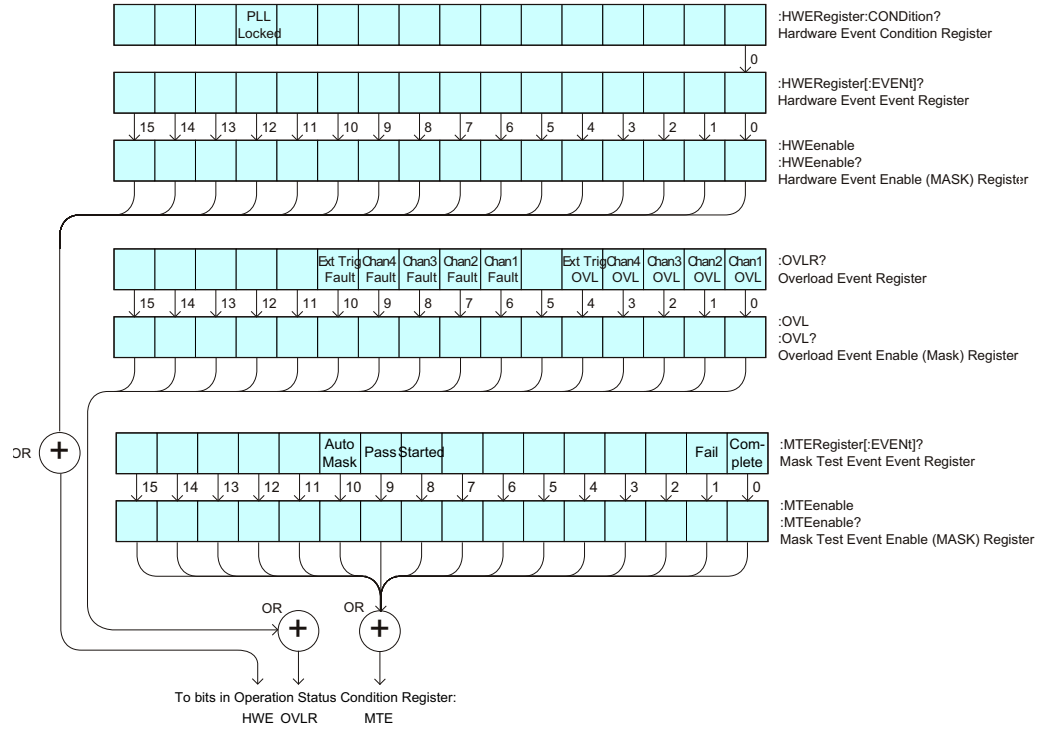 PLL
Locked
:HWERegister:CONDition?
Hardware Event Condition Register
0
:HWERegister[:EVENt]?
Hardware Event Event Register
15 14 13 12 11 10 9 8 7 6 5 4 3 2 1 0
:HWEenable
:HWEenable?
Hardware Event Enable (MASK) Register
Ext Trig Chan4 Chan3 Chan2 Chan1 Ext Trig Chan4 Chan3 Chan2 Chan1
Fault Fault Fault Fault Fault OVL OVL OVL OVL OVL
:OVLR?
Overload Event Register
15 14 13 12 11 10 9 8 7 6 5 4 3 2 1 0
:OVL
:OVL?
Overload Event Enable (Mask) Register
OR +
Auto
Mask Pass Started Fail Com-
plete
:MTERegister[:EVENt]?
Mask Test Event Event Register
15 14 13 12 11 10 9 8 7 6 5 4 3 2 1 0
:MTEenable
:MTEenable?
Mask Test Event Enable (MASK) Register
OR + OR +
To bits in Operation Status Condition Register:
HWE OVLR MTE